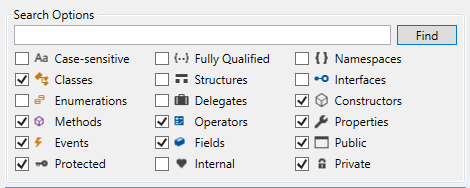 Search Options
Find
Aa Case-sensitive {··} Fully Qualified {} Namespaces
Classes Structures Interfaces
Enumerations Delegates Constructors
Methods Operators Properties
Events Fields Public
Protected Internal Private